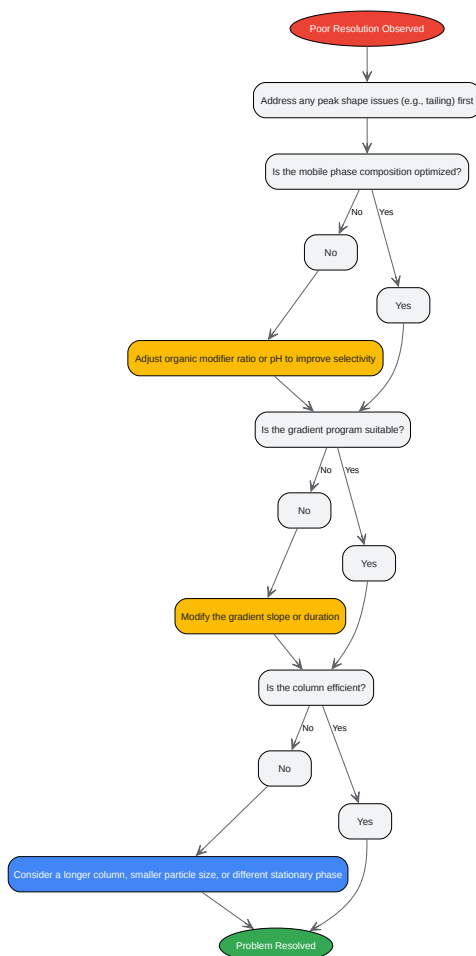 Poor Resolution Observed
Address any peak shape issues (e.g., tailing) first
Is the mobile phase composition optimized?
No
Yes
No
Yes
Adjust organic modifier ratio or pH to improve selectivity
Is the gradient program suitable?
No
Yes
No
Yes
Modify the gradient slope or duration
Is the column efficient?
No
Yes
No
Yes
Consider a longer column, smaller particle size, or different stationary phase
Problem Resolved